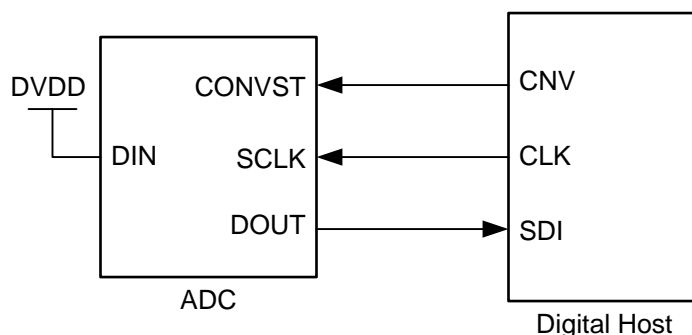 DVDD
CONVST
CNV
DIN
SCLK
CLK
DOUT
SDI
ADC
Digital Host